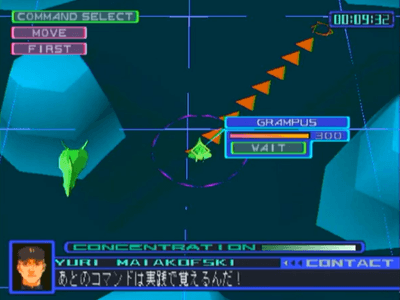 COMMAND SELECT
00:09:32
MOVE
FIRST
GRAMPUS
300
WAIT
CONCENTRATION
YURI MAIAKOFSKI
CONTACT
あとのコマンドは実践で覚えるんだ!